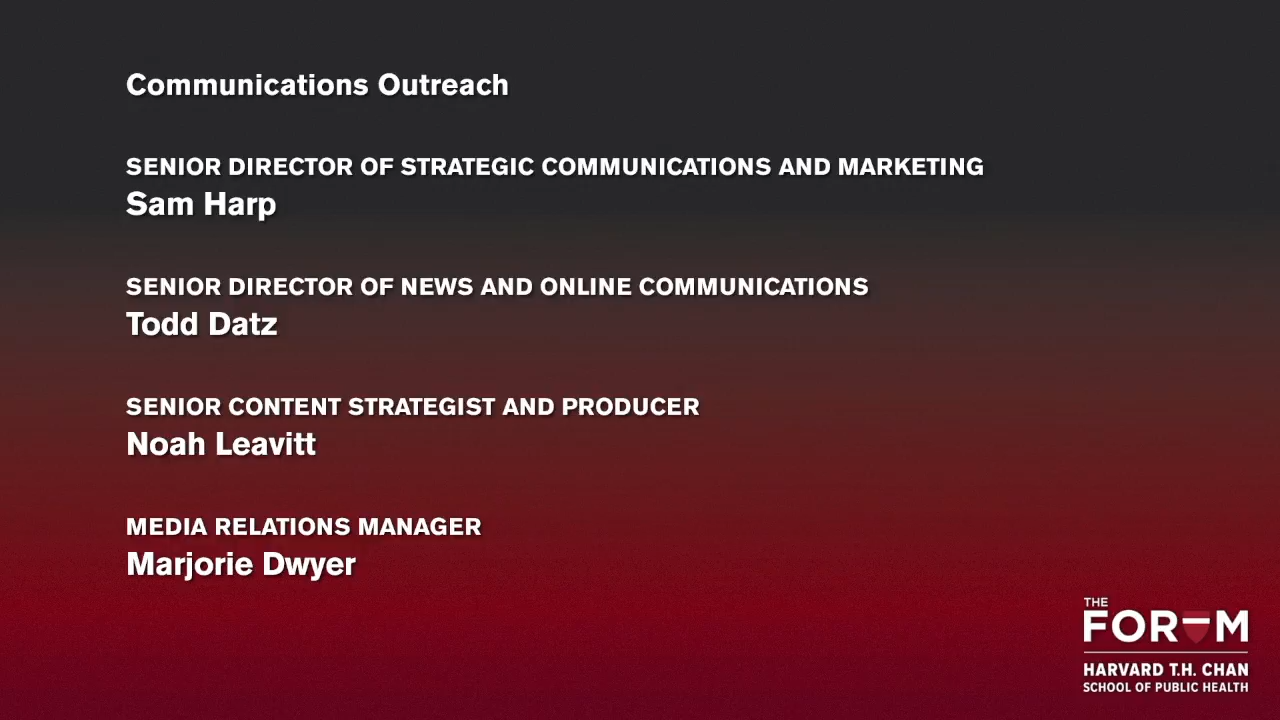 Communications Outreach
SENIOR DIRECTOR OF STRATEGIC COMMUNICATIONS AND MARKETING
Sam Harp
SENIOR DIRECTOR OF NEWS AND ONLINE COMMUNICATIONS
Todd Datz
SENIOR CONTENT STRATEGIST AND PRODUCER
Noah Leavitt
MEDIA RELATIONS MANAGER
Marjorie Dwyer
THE
FORUM
HARVARD T.H. CHAN
SCHOOL OF PUBLIC HEALTH